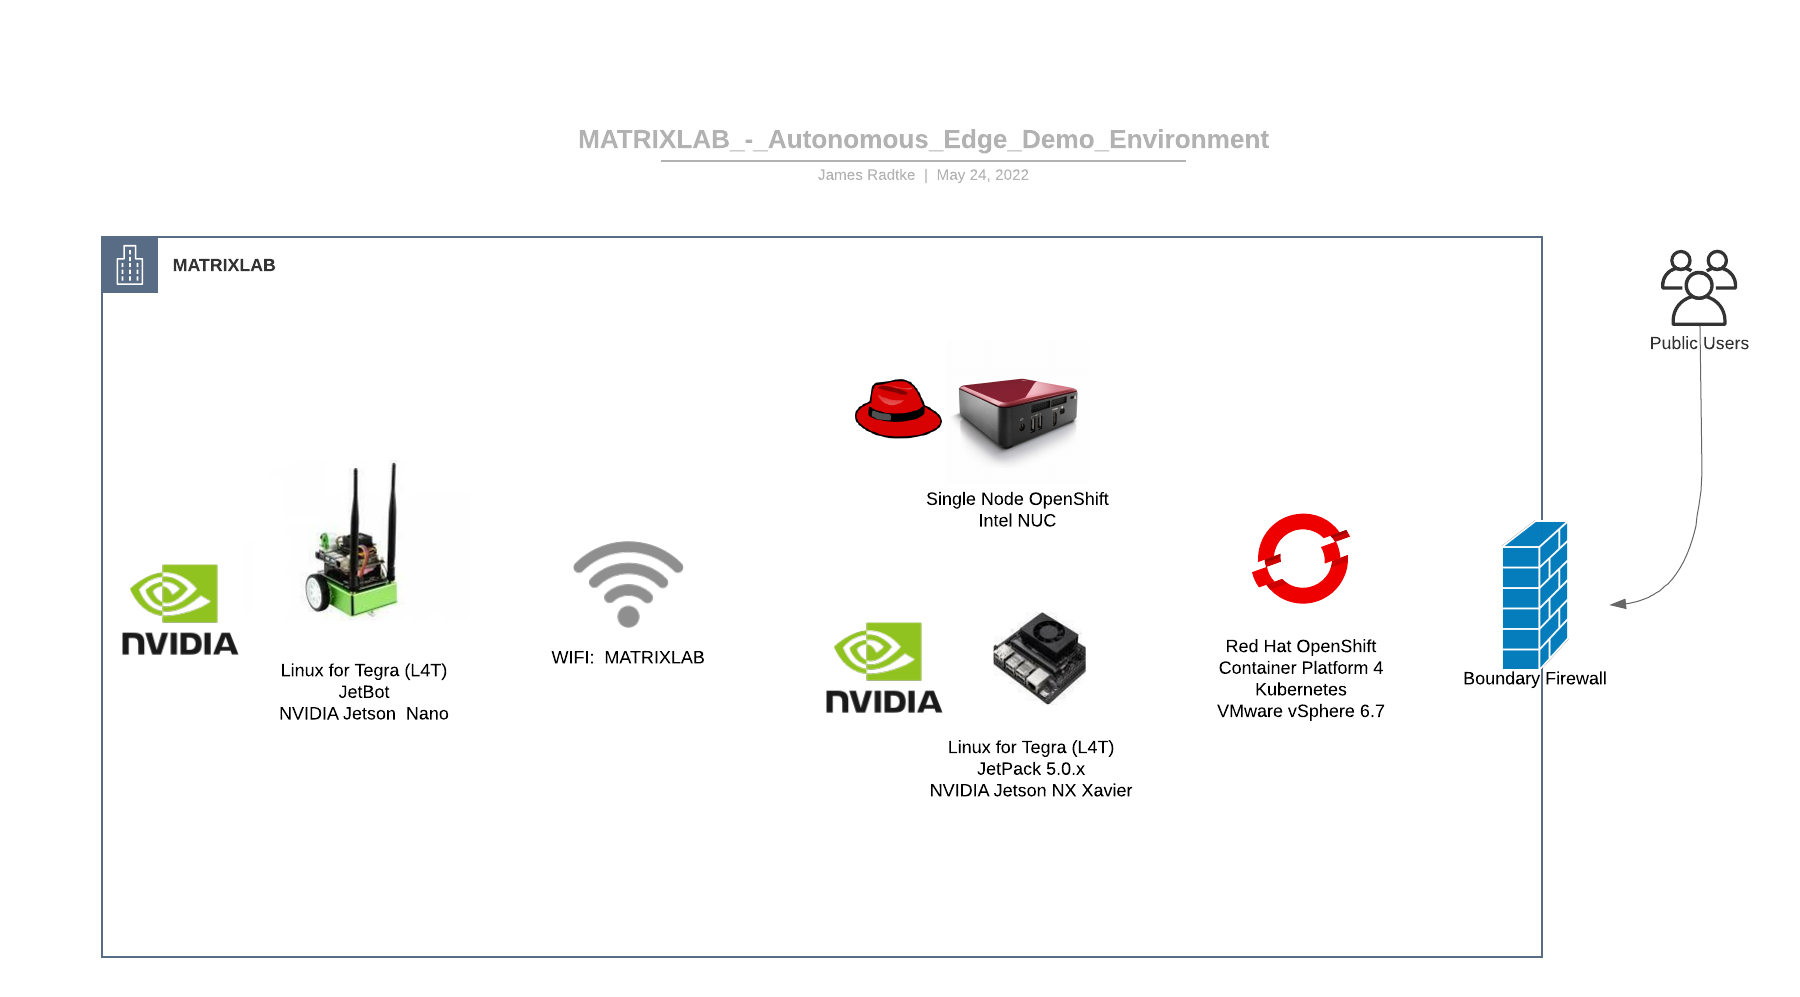 MATRIXLAB_-_Autonomous_Edge_Demo_Environment
James Radtke | May 24, 2022
MATRIXLAB
Public Users
Single Node OpenShift
Intel NUC
NVIDIA
Linux for Tegra (L4T)
JetBot
NVIDIA Jetson  Nano
WIFI:  MATRIXLAB
NVIDIA
Linux for Tegra (L4T)
JetPack 5.0.x
NVIDIA Jetson NX Xavier
Red Hat OpenShift
Container Platform 4
Kubernetes
VMware vSphere 6.7
Boundary Firewall